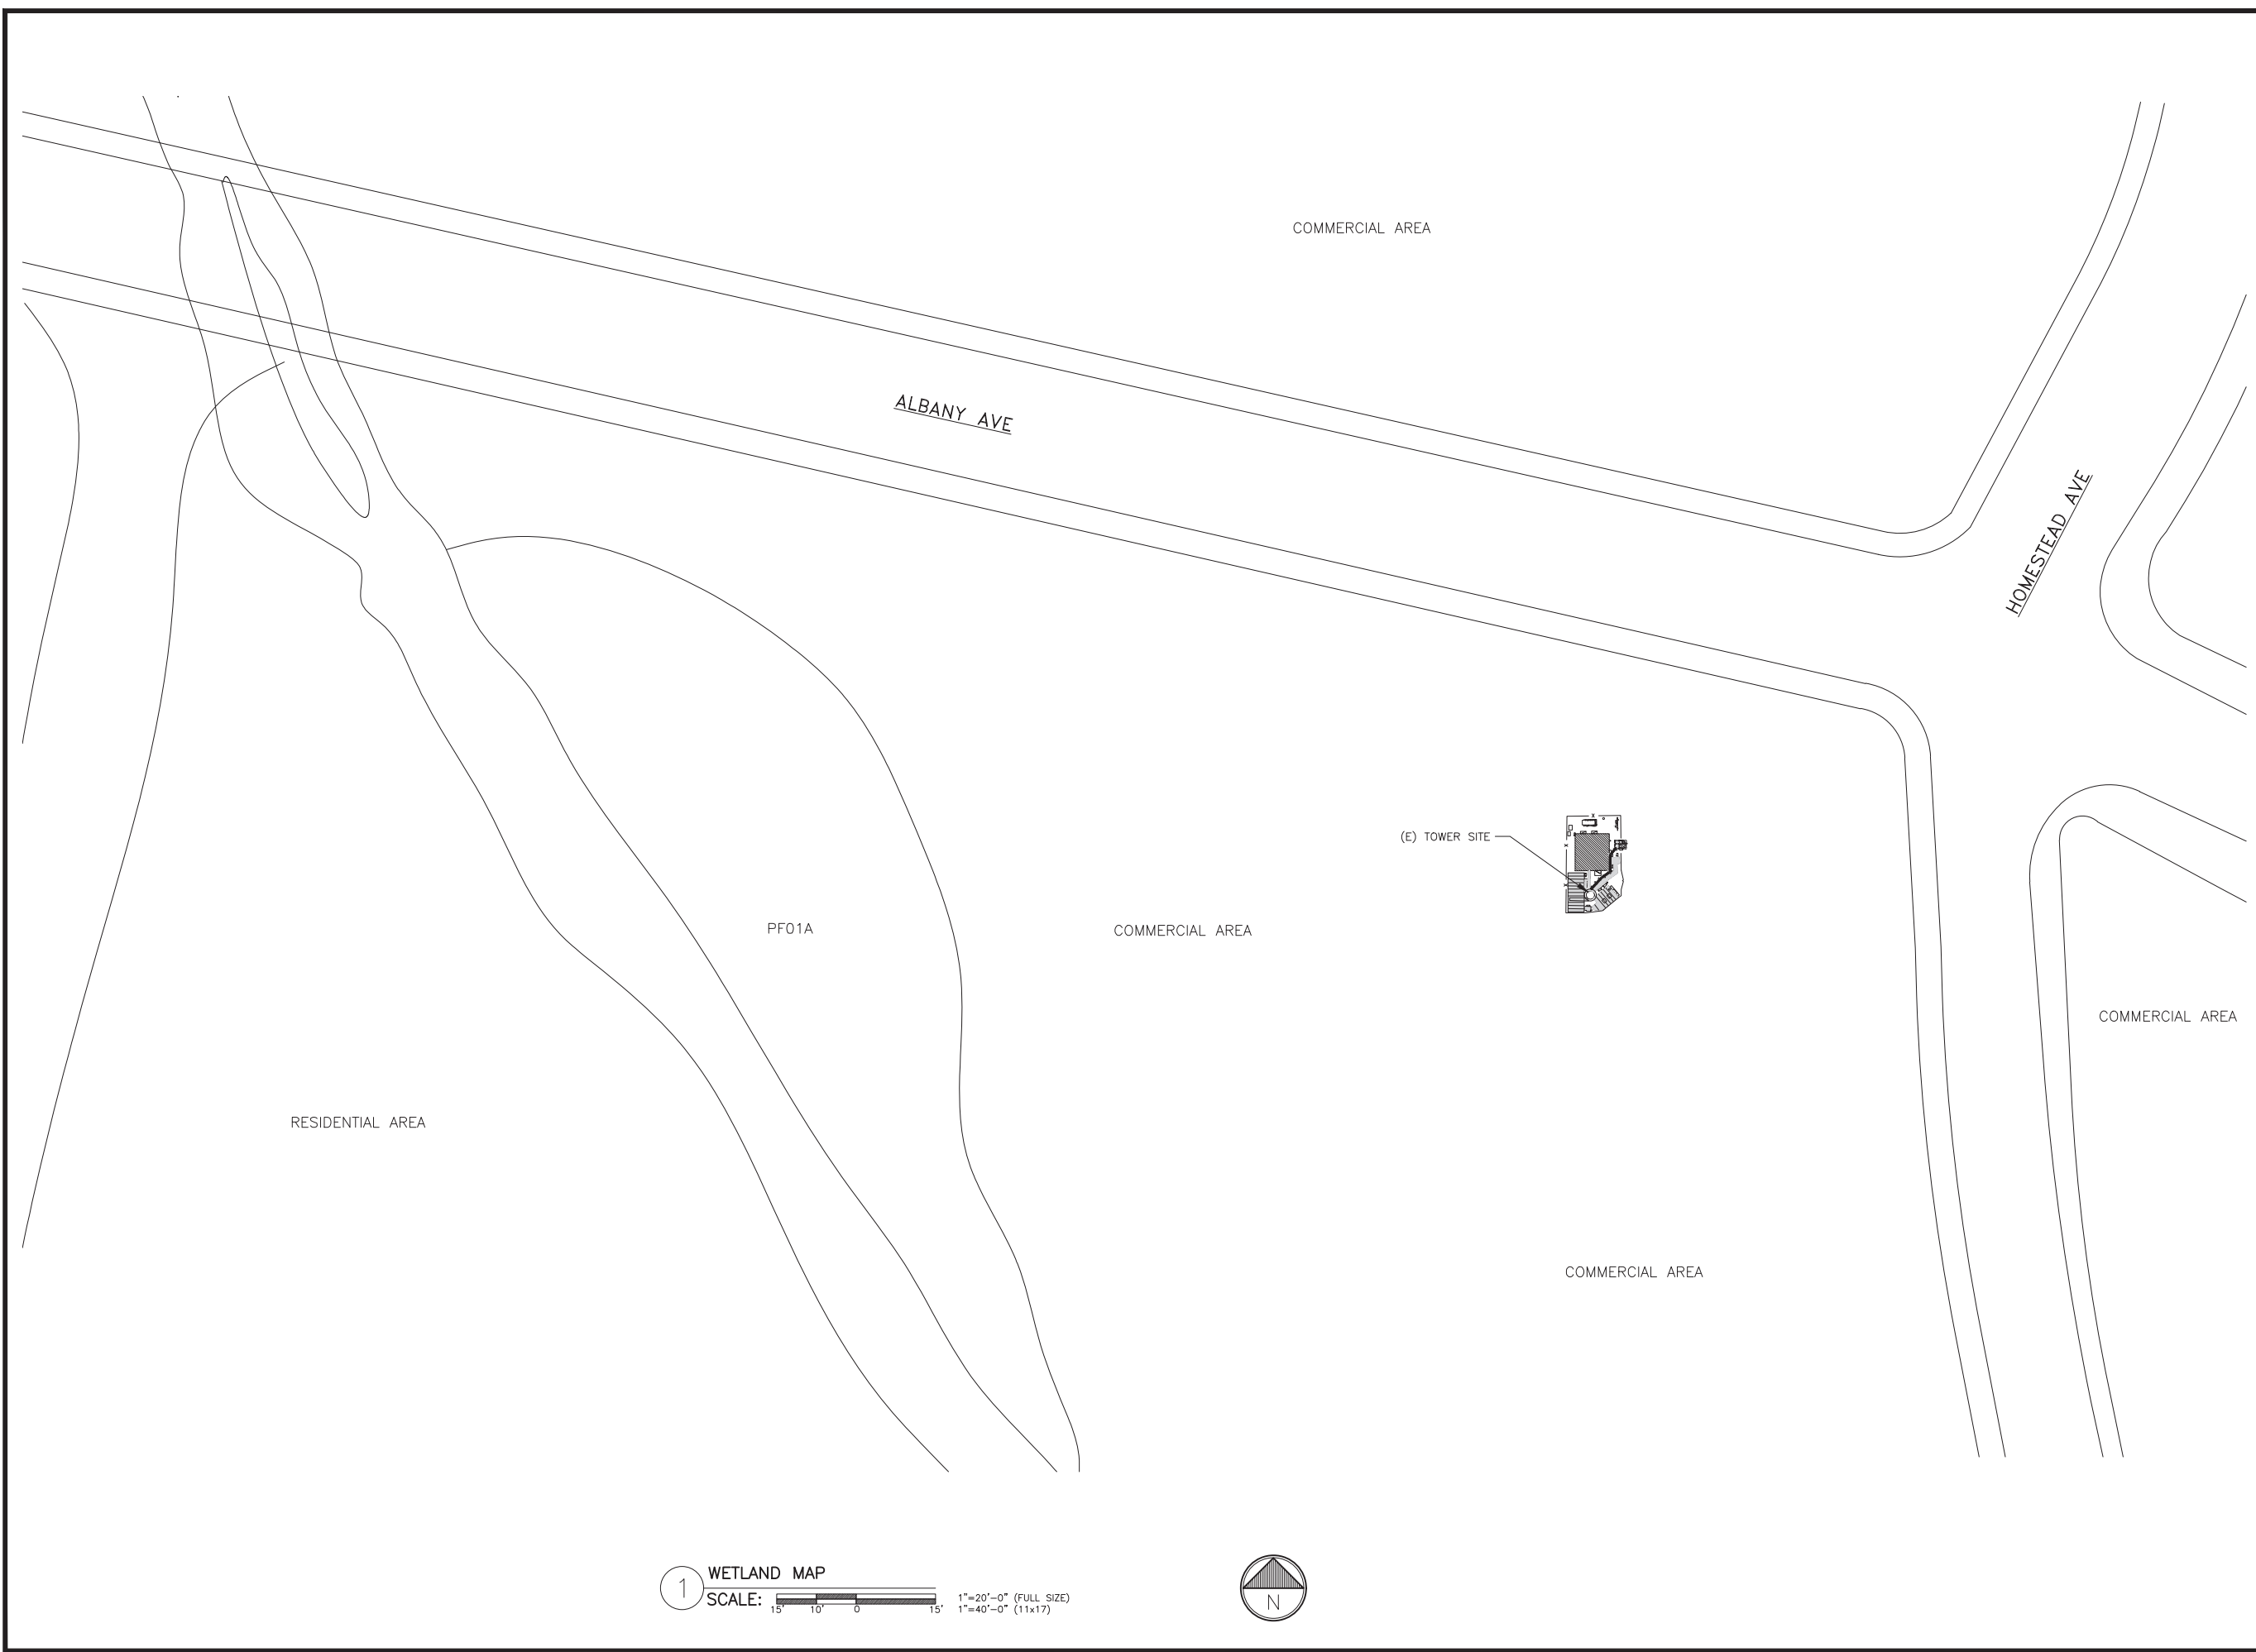 COMMERCIAL AREA
ALBANY AVE
HOMESTEAD AVE
(E) TOWER SITE
PF01A
COMMERCIAL AREA
COMMERCIAL AREA
RESIDENTIAL AREA
COMMERCIAL AREA
1
WETLAND MAP
SCALE:
15' 10' 0 15'
1"=20'-0" (FULL SIZE)
1"=40'-0" (11x17)
N